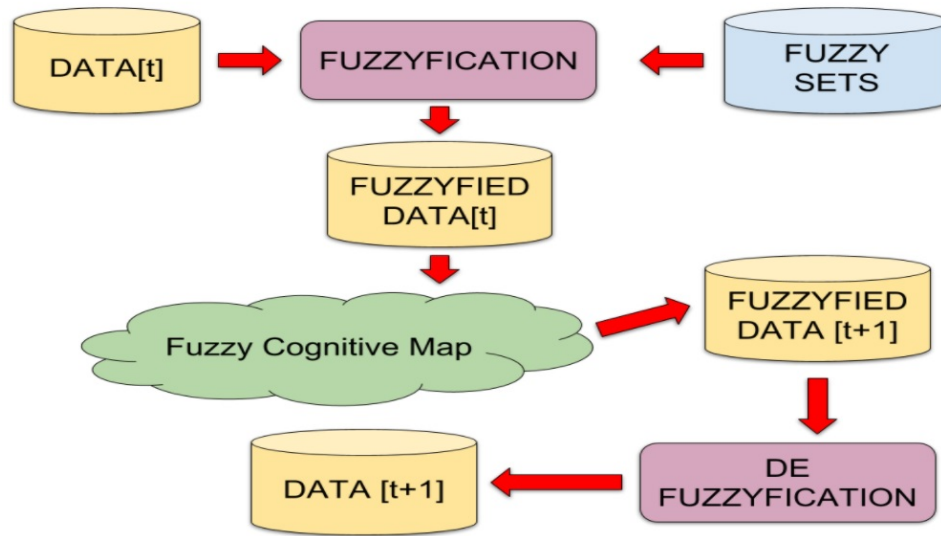 DATA[t]
FUZZYFICATION
FUZZY
SETS
FUZZYFIED
DATA[t]
Fuzzy Cognitive Map
FUZZYFIED
DATA [t+1]
DE
FUZZYFICATION
DATA [t+1]